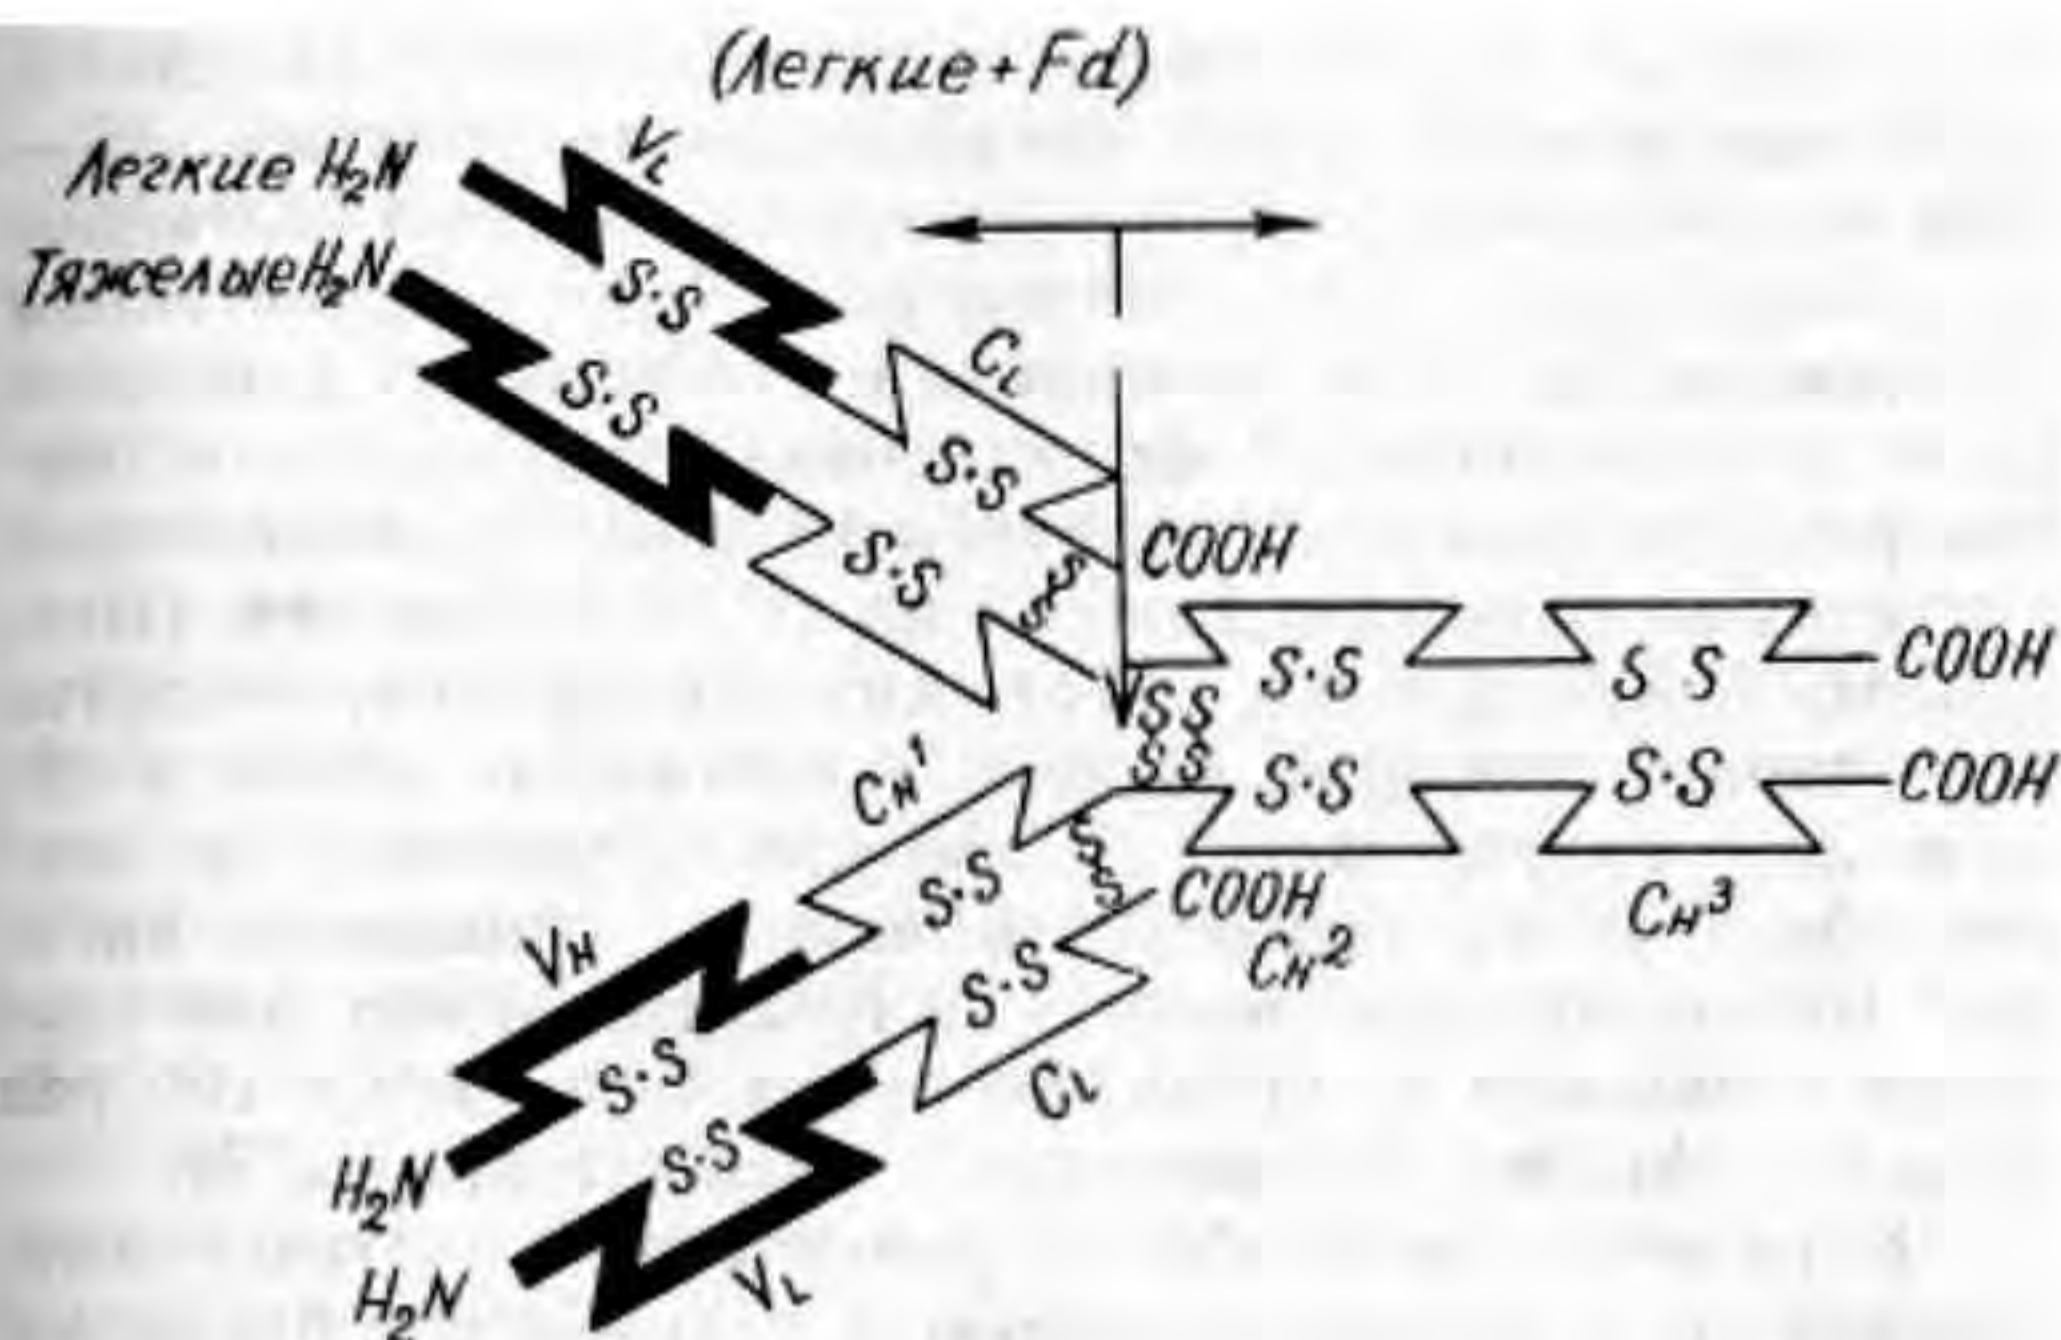 (Легкие + Fd)
Легкие H₂N
VL
Тяжелые H₂N
S·S
S·S
CL
S·S
S·S
S
S
COOH
S·S
S S
COOH
S S
S S
S·S
S·S
COOH
CH¹
S
S
S·S
COOH
CH²
CH³
VH
S·S
S·S
CL
S·S
H₂N
H₂N
VL